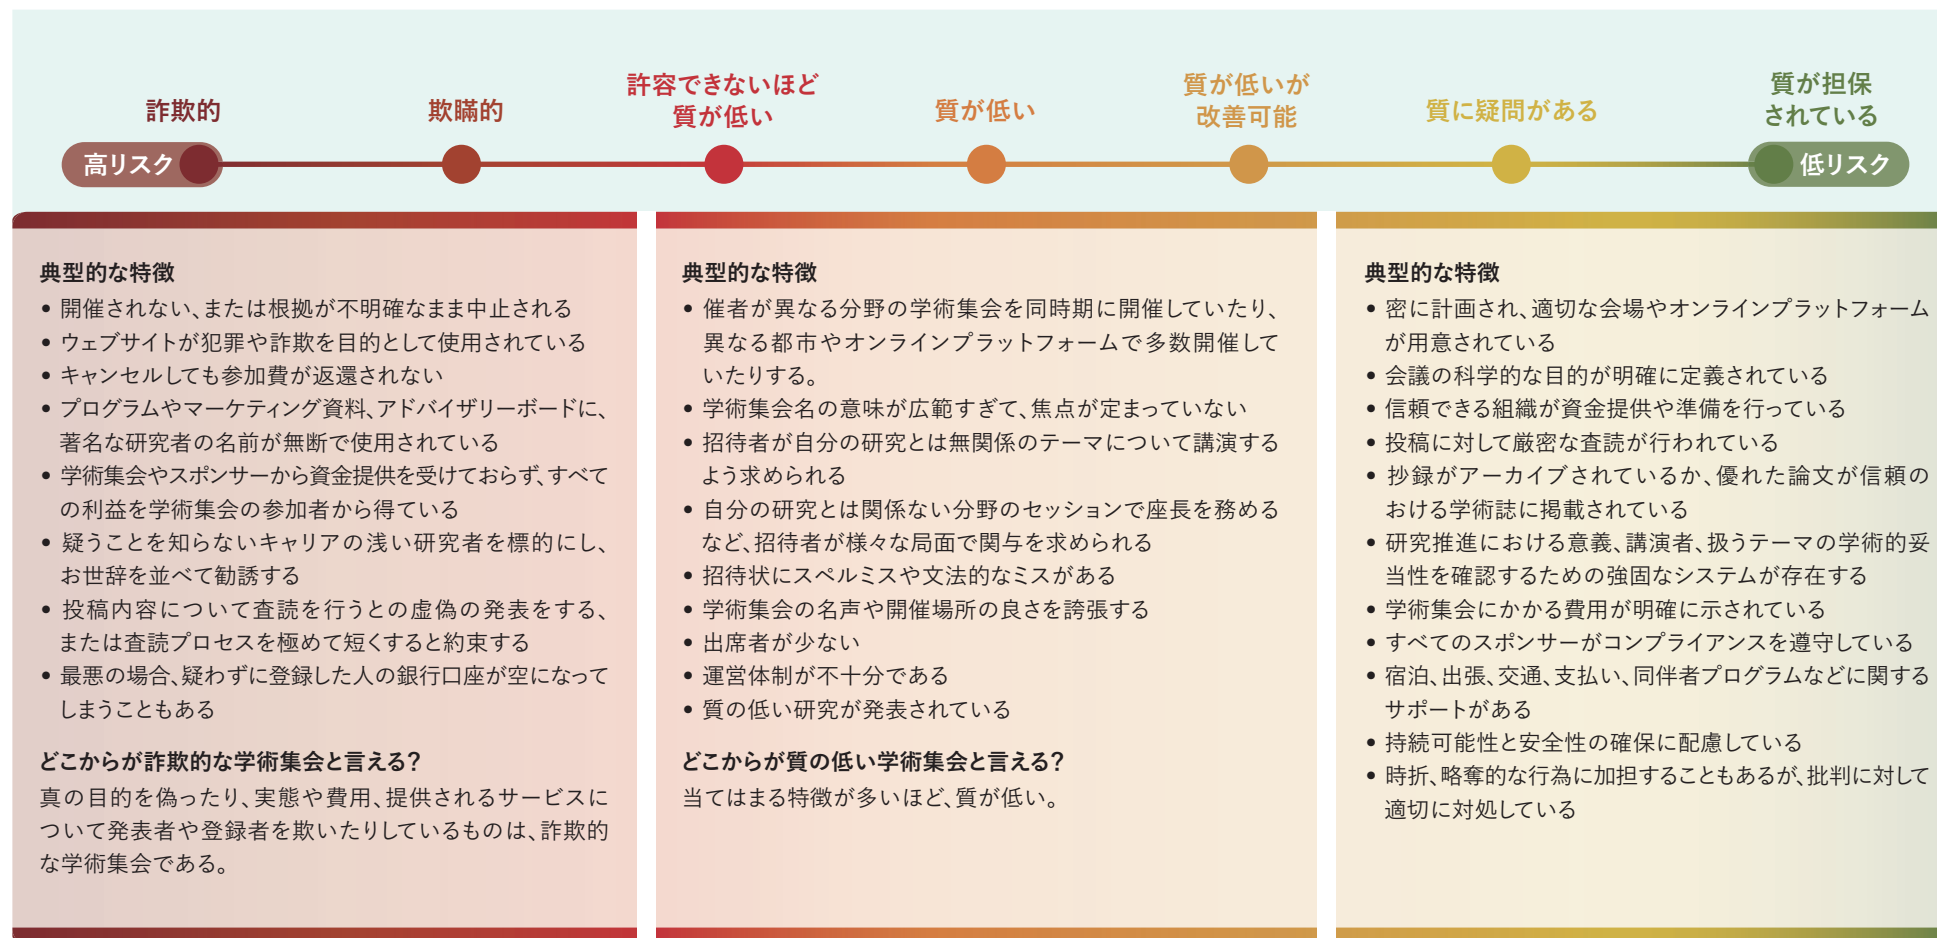 詐欺的
欺瞞的
許容できないほど
質が低い
質が低い
質が低いが
改善可能
質に疑問がある
質が担保
されている
高リスク
低リスク
典型的な特徴
• 開催されない、または根拠が不明確なまま中止される
• ウェブサイトが犯罪や詐欺を目的として使用されている
• キャンセルしても参加費が返還されない
• プログラムやマーケティング資料、アドバイザリーボードに、
著名な研究者の名前が無断で使用されている
• 学術集会やスポンサーから資金提供を受けておらず、すべて
の利益を学術集会の参加者から得ている
• 疑うことを知らないキャリアの浅い研究者を標的にし、
お世辞を並べて勧誘する
• 投稿内容について査読を行うとの虚偽の発表をする、
または査読プロセスを極めて短くすると約束する
• 最悪の場合、疑わずに登録した人の銀行口座が空になって
しまうこともある
どこからが詐欺的な学術集会と言える?
真の目的を偽ったり、実態や費用、提供されるサービスに
ついて発表者や登録者を欺いたりしているものは、詐欺的
な学術集会である。
典型的な特徴
• 催者が異なる分野の学術集会を同時期に開催していたり、
異なる都市やオンラインプラットフォームで多数開催して
いたりする。
• 学術集会名の意味が広範すぎて、焦点が定まっていない
• 招待者が自分の研究とは無関係のテーマについて講演する
よう求められる
• 自分の研究とは関係ない分野のセッションで座長を務める
など、招待者が様々な局面で関与を求められる
• 招待状にスペルミスや文法的なミスがある
• 学術集会の名声や開催場所の良さを誇張する
• 出席者が少ない
• 運営体制が不十分である
• 質の低い研究が発表されている
どこからが質の低い学術集会と言える?
当てはまる特徴が多いほど、質が低い。
典型的な特徴
• 密に計画され、適切な会場やオンラインプラットフォーム
が用意されている
• 会議の科学的な目的が明確に定義されている
• 信頼できる組織が資金提供や準備を行っている
• 投稿に対して厳密な査読が行われている
• 抄録がアーカイブされているか、優れた論文が信頼の
おける学術誌に掲載されている
• 研究推進における意義、講演者、扱うテーマの学術的妥
当性を確認するための強固なシステムが存在する
• 学術集会にかかる費用が明確に示されている
• すべてのスポンサーがコンプライアンスを遵守している
• 宿泊、出張、交通、支払い、同伴者プログラムなどに関する
サポートがある
• 持続可能性と安全性の確保に配慮している
• 時折、略奪的な行為に加担することもあるが、批判に対して
適切に対処している